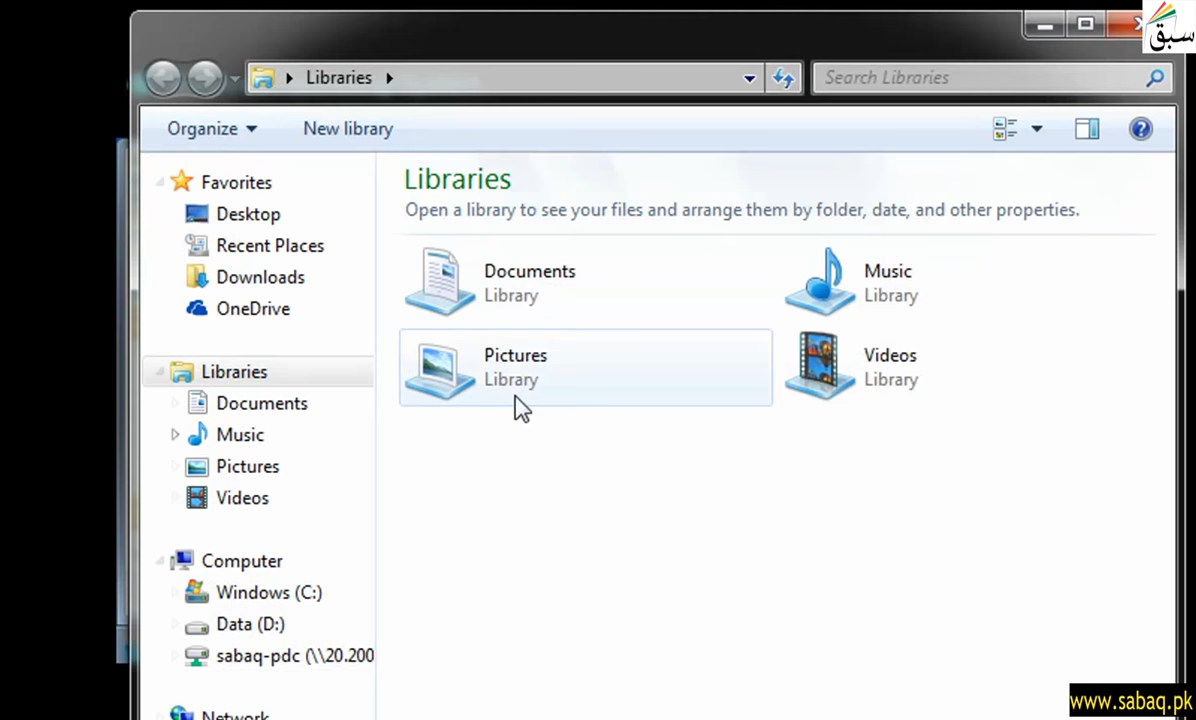 سبق
Libraries
Search Libraries
Organize
New library
Favorites
Desktop
Recent Places
Downloads
OneDrive
Libraries
Documents
Music
Pictures
Videos
Computer
Windows (C:)
Data (D:)
sabaq-pdc (\\20.200
Network
Libraries
Open a library to see your files and arrange them by folder, date, and other properties.
Documents
Library
Music
Library
Pictures
Library
Videos
Library
www.sabaq.pk